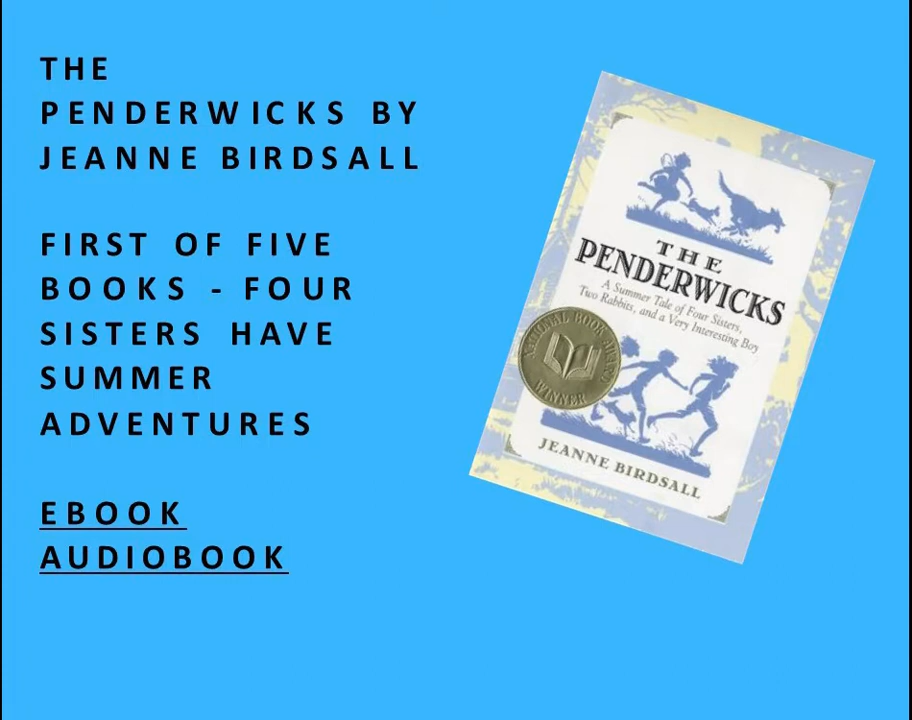 THE
PENDERWICKS BY
JEANNE BIRDSALL
FIRST OF FIVE
BOOKS - FOUR
SISTERS HAVE
SUMMER
ADVENTURES
EBOOK
AUDIOBOOK
THE
PENDERWICKS
A Summer Tale of Four Sisters,
Two Rabbits, and a Very Interesting Boy
NATIONAL BOOK AWARD
WINNER
JEANNE BIRDSALL